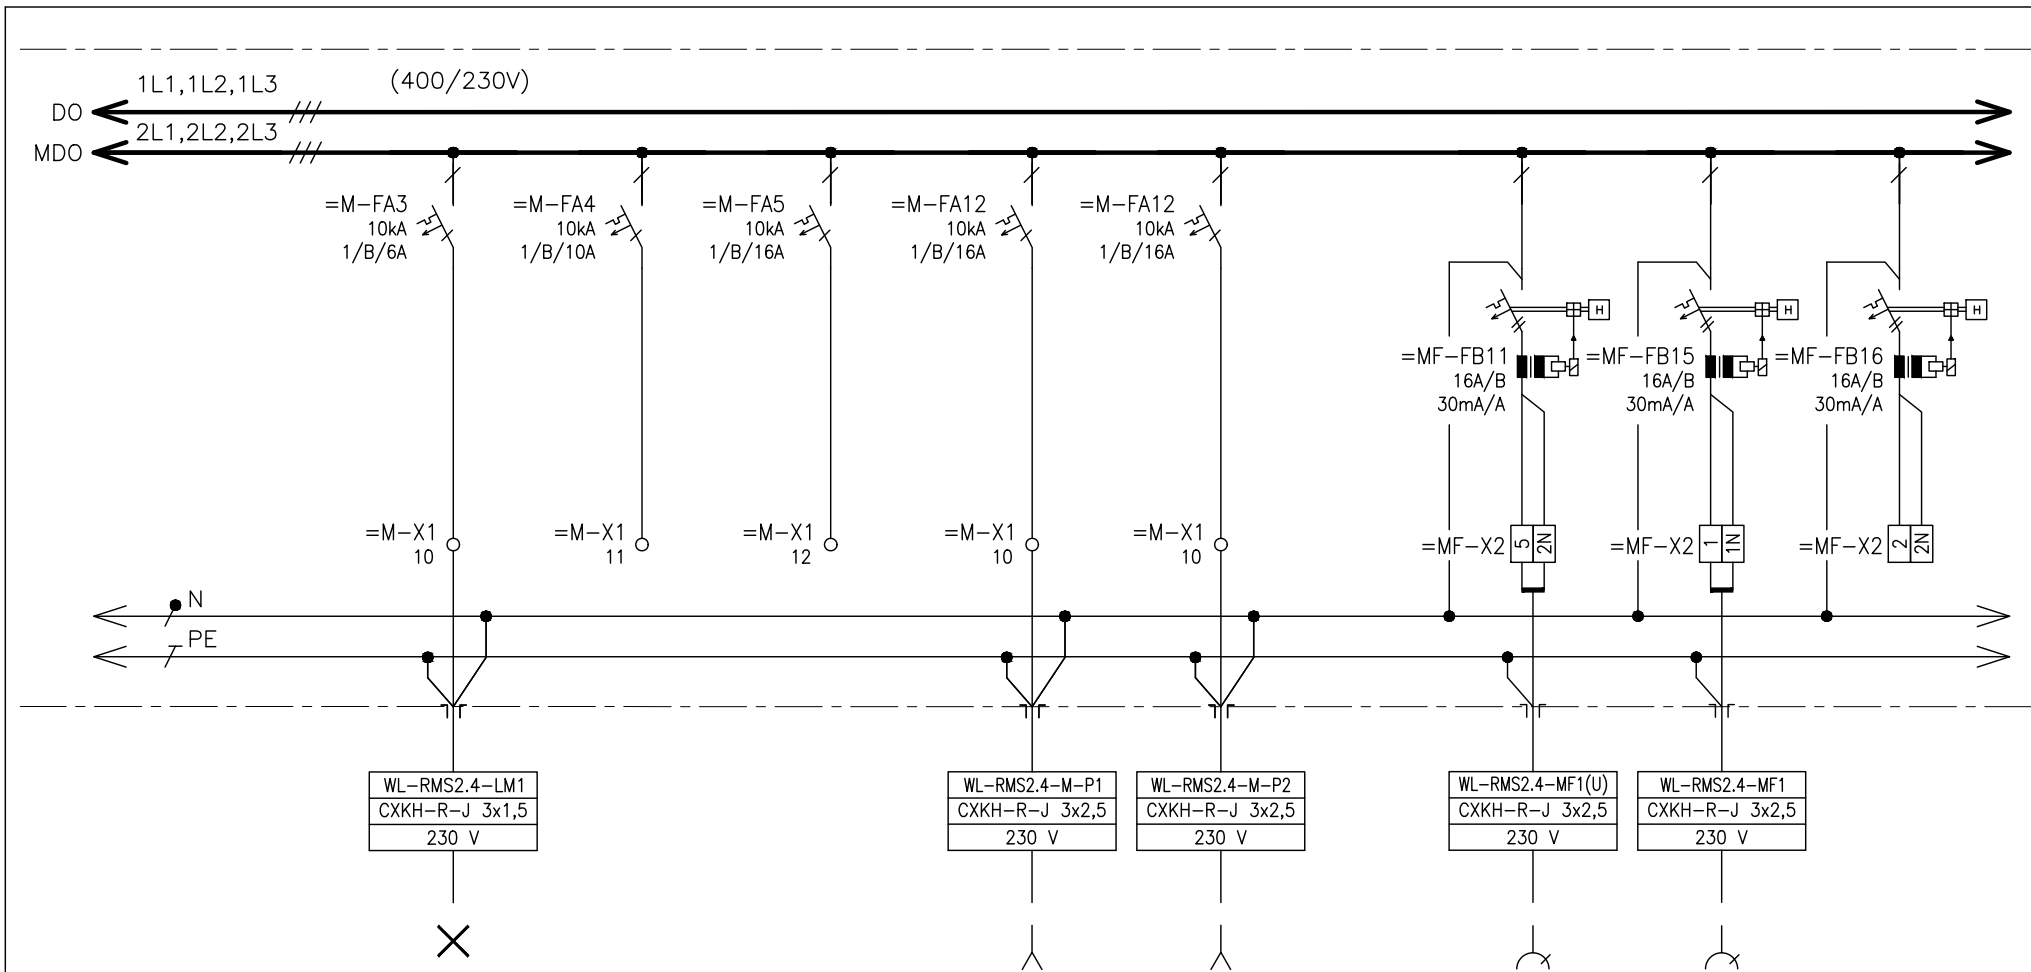 1L1,1L2,1L3 (400/230V)
DO
2L1,2L2,2L3
MDO
=M-FA3
10kA
1/B/6A
=M-FA4
10kA
1/B/10A
=M-FA5
10kA
1/B/16A
=M-FA12
10kA
1/B/16A
=M-FA12
10kA
1/B/16A
H
H
H
=MF-FB11
16A/B
30mA/A
=MF-FB15
16A/B
30mA/A
=MF-FB16
16A/B
30mA/A
=M-X1
10
=M-X1
11
=M-X1
12
=M-X1
10
=M-X1
10
=MF-X2 5 2N
=MF-X2 1 1N
=MF-X2 2 2N
N
PE
WL-RMS2.4-LM1
CXKH-R-J 3x1,5
230 V
WL-RMS2.4-M-P1
CXKH-R-J 3x2,5
230 V
WL-RMS2.4-M-P2
CXKH-R-J 3x2,5
230 V
WL-RMS2.4-MF1(U)
CXKH-R-J 3x2,5
230 V
WL-RMS2.4-MF1
CXKH-R-J 3x2,5
230 V